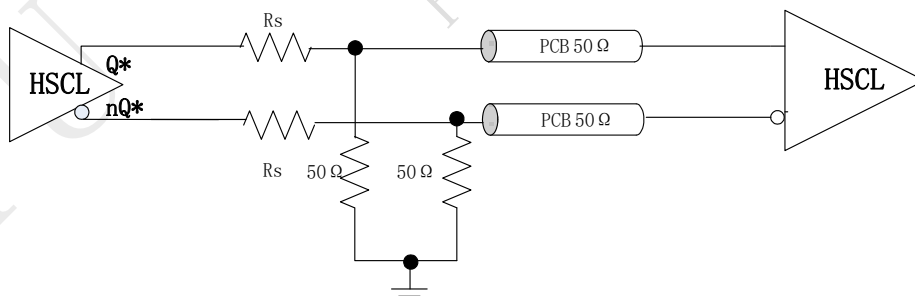 Rs
PCB 50 Ω
Q*
HSCL
HSCL
nQ*
PCB 50 Ω
Rs
50 Ω
50 Ω